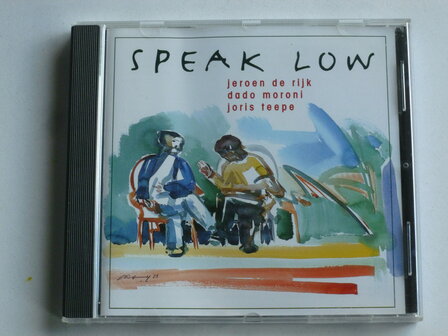 SPEAK LOW
jeroen de rijk
dado moroni
joris teepe